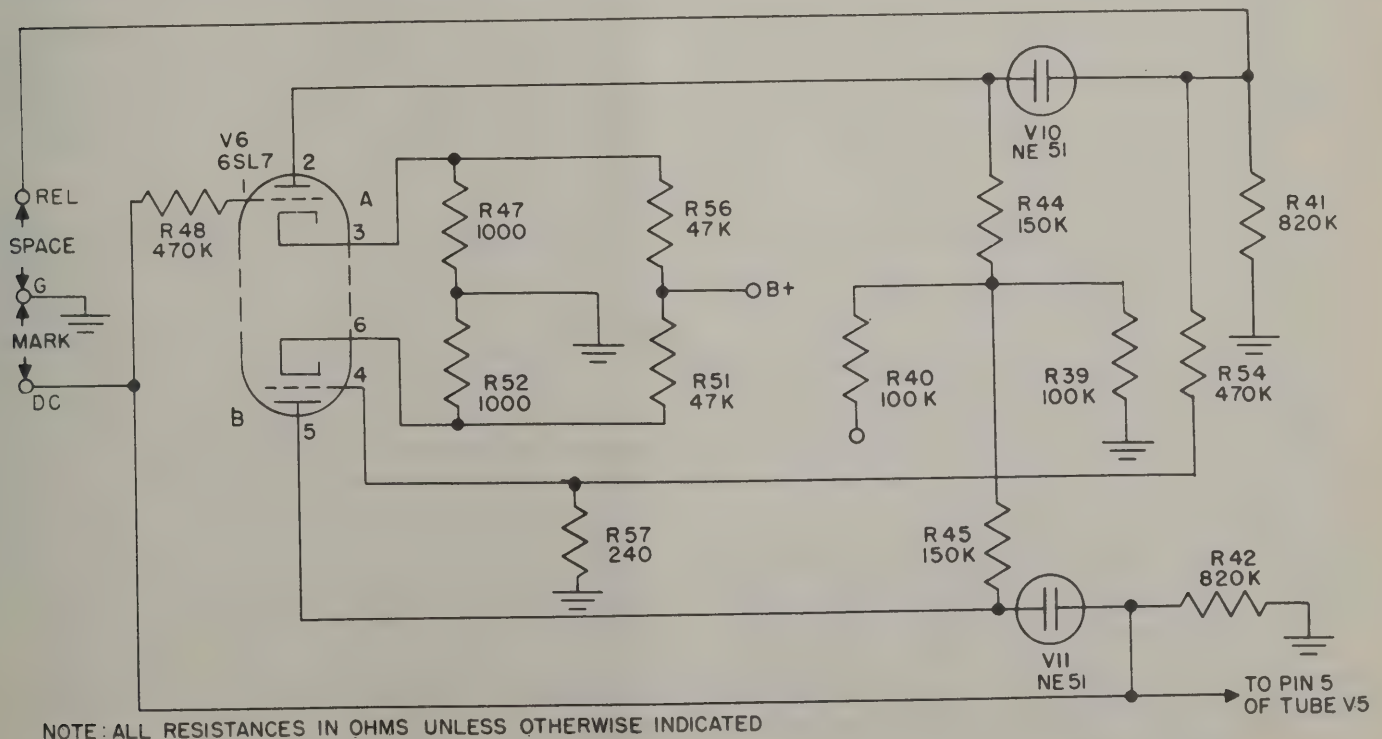 V10
NE 51
V6
6SL7
2
1
A
REL
R48
470K
3
R47
1000
R56
47K
R44
150K
R41
820K
SPACE
G
B+
MARK
6
4
DC
R52
1000
R51
47K
R40
100K
R39
100K
R54
470K
B
5
R57
240
R45
150K
R42
820K
V11
NE51
TO PIN 5
OF TUBE V5
NOTE: ALL RESISTANCES IN OHMS UNLESS OTHERWISE INDICATED